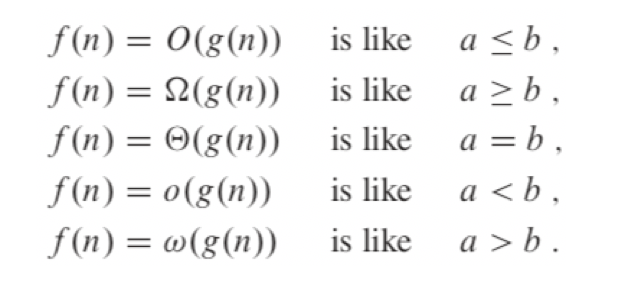 f(n) = O(g(n)) is like a ≤ b ,
f(n) = Ω(g(n)) is like a ≥ b ,
f(n) = Θ(g(n)) is like a = b ,
f(n) = o(g(n)) is like a < b ,
f(n) = ω(g(n)) is like a > b .